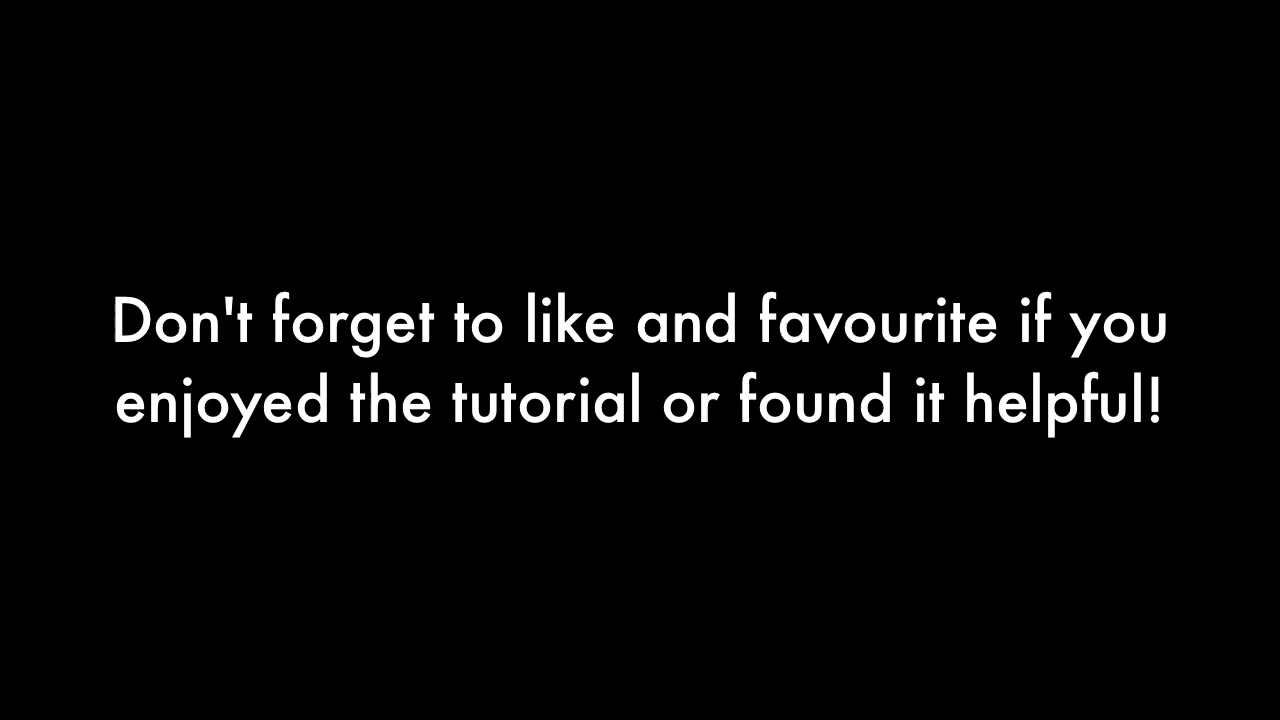 Don't forget to like and favourite if you
enjoyed the tutorial or found it helpful!